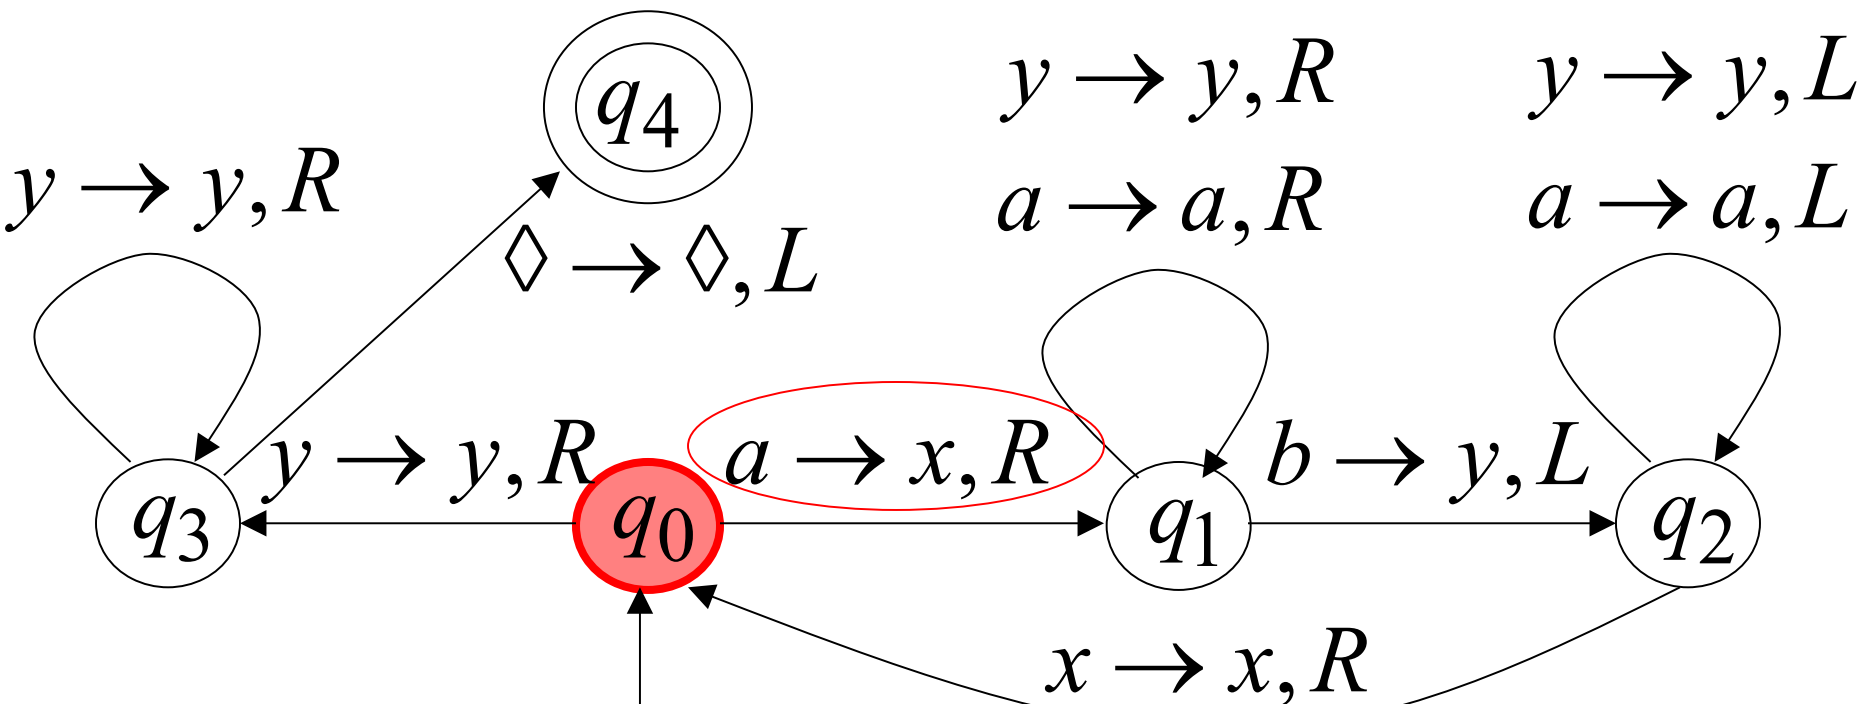 q₄
y → y, R
y → y, L
y → y, R
a → a, R
a → a, L
◊ → ◊, L
y → y, R
a → x, R
b → y, L
q₃
q₀
q₁
q₂
x → x, R